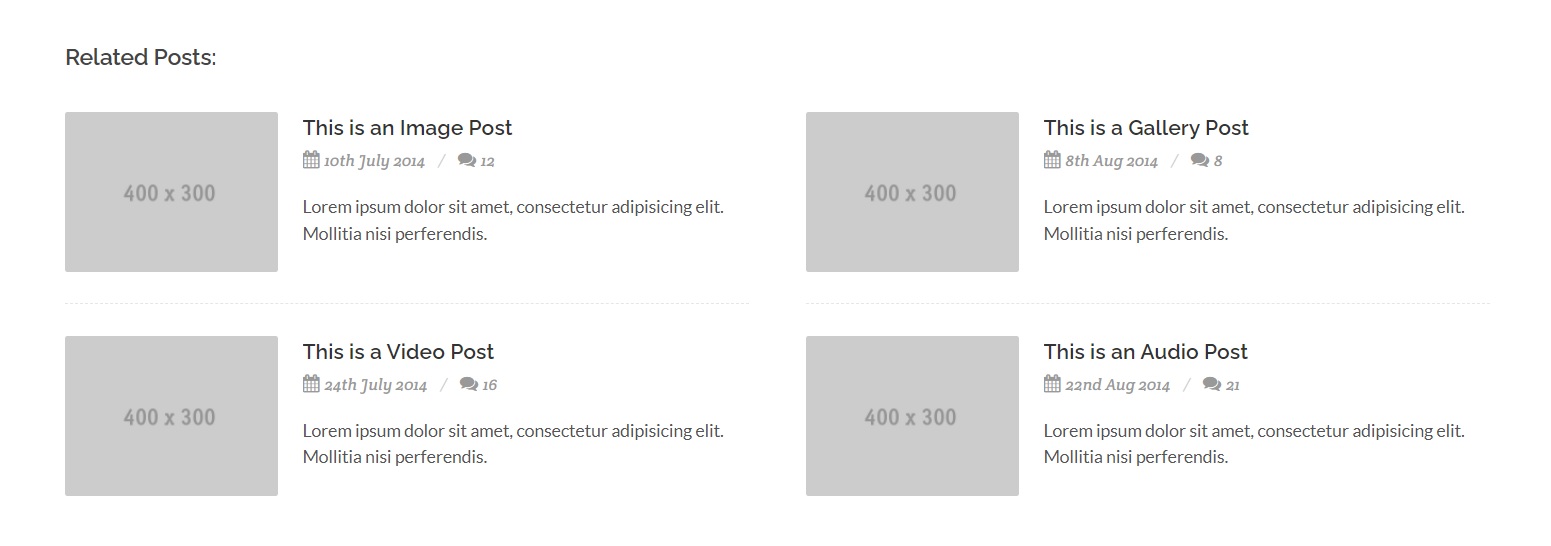 Related Posts:
400 x 300
This is an Image Post
10th July 2014 / 12
Lorem ipsum dolor sit amet, consectetur adipisicing elit.
Mollitia nisi perferendis.
400 x 300
This is a Gallery Post
8th Aug 2014 / 8
Lorem ipsum dolor sit amet, consectetur adipisicing elit.
Mollitia nisi perferendis.
400 x 300
This is a Video Post
24th July 2014 / 16
Lorem ipsum dolor sit amet, consectetur adipisicing elit.
Mollitia nisi perferendis.
400 x 300
This is an Audio Post
22nd Aug 2014 / 21
Lorem ipsum dolor sit amet, consectetur adipisicing elit.
Mollitia nisi perferendis.